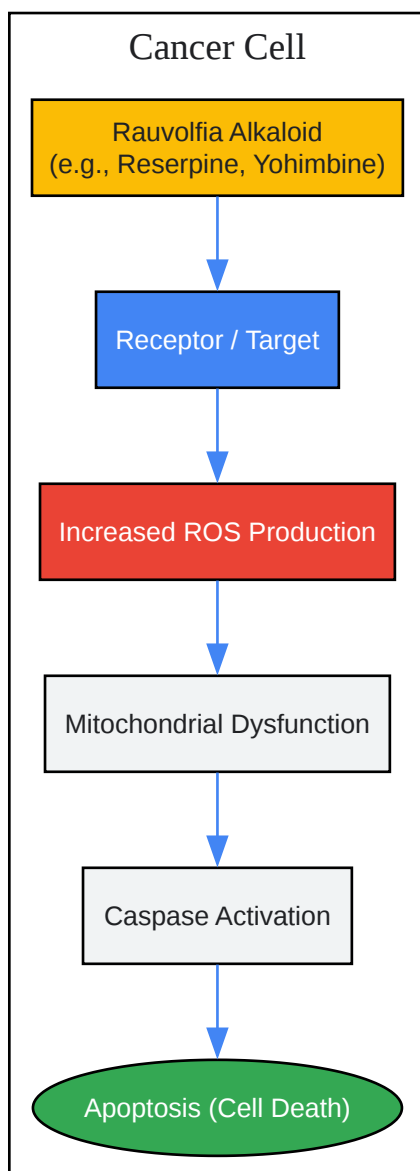 Cancer Cell
Rauvolfia Alkaloid
(e.g., Reserpine, Yohimbine)
Receptor / Target
Increased ROS Production
Mitochondrial Dysfunction
Caspase Activation
Apoptosis (Cell Death)